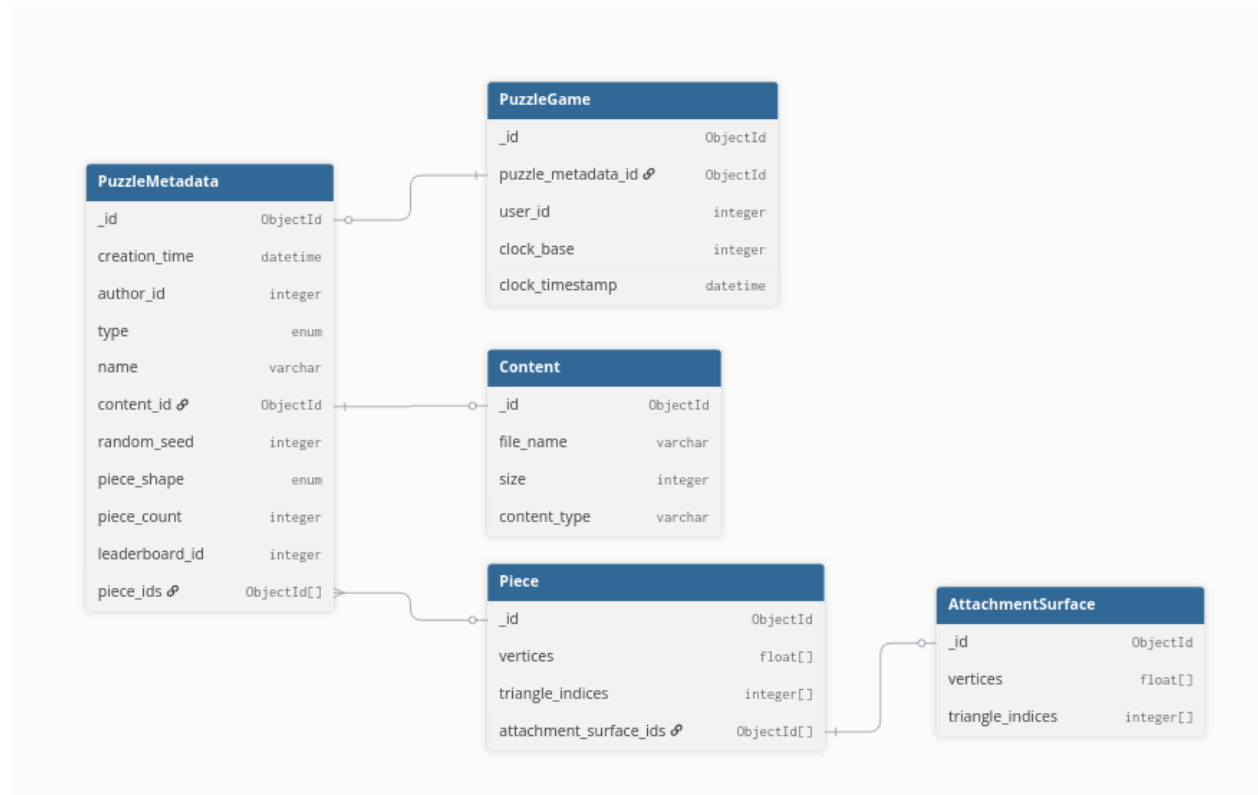 PuzzleMetadata
_id ObjectId
creation_time datetime
author_id integer
type enum
name varchar
content_id ObjectId
random_seed integer
piece_shape enum
piece_count integer
leaderboard_id integer
piece_ids ObjectId[]
PuzzleGame
_id ObjectId
puzzle_metadata_id ObjectId
user_id integer
clock_base integer
clock_timestamp datetime
Content
_id ObjectId
file_name varchar
size integer
content_type varchar
Piece
_id ObjectId
vertices float[]
triangle_indices integer[]
attachment_surface_ids ObjectId[]
AttachmentSurface
_id ObjectId
vertices float[]
triangle_indices integer[]